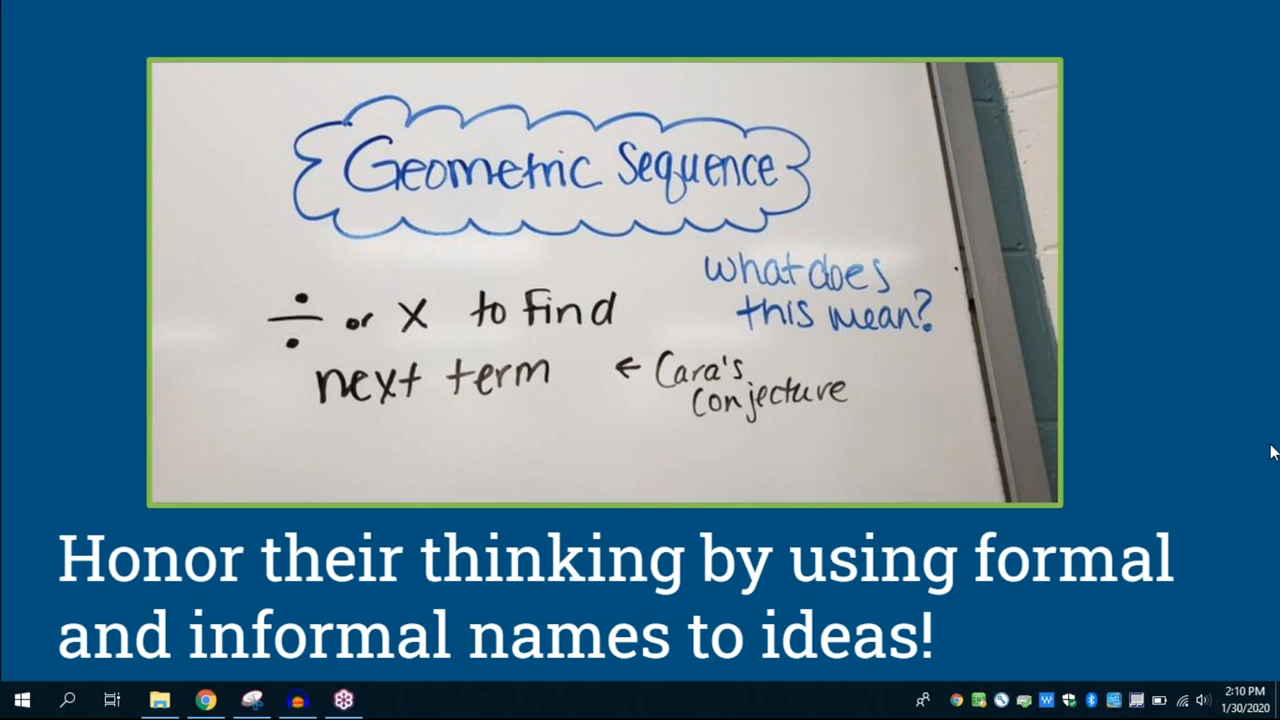 Geometric Sequence
what does
this mean?
÷ or x to find
next term ← Cara's
conjecture
Honor their thinking by using formal
and informal names to ideas!
2:10 PM
1/30/2020